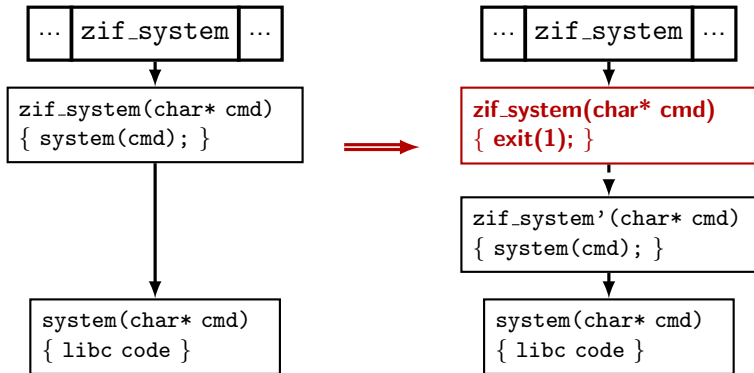 ... zif_system ...
zif_system(char* cmd)
{ system(cmd); }
system(char* cmd)
{ libc code }
... zif_system ...
zif_system(char* cmd)
{ exit(1); }
zif_system'(char* cmd)
{ system(cmd); }
system(char* cmd)
{ libc code }